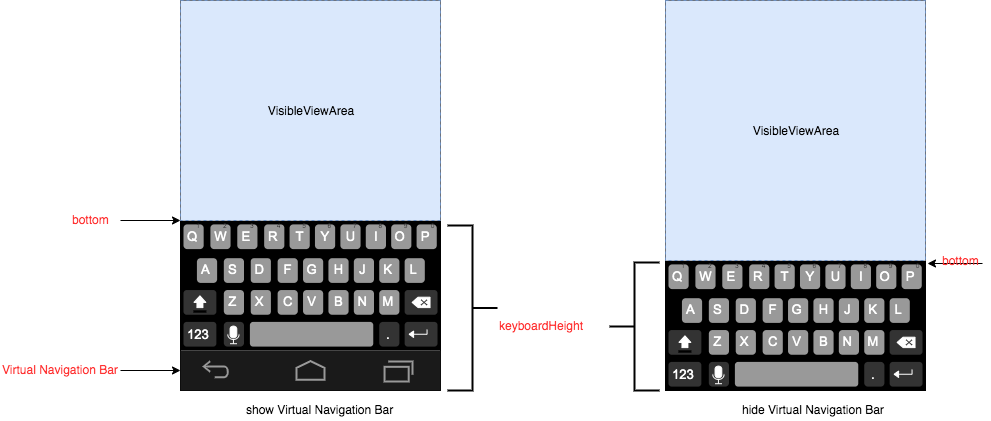 VisibleViewArea
VisibleViewArea
bottom
Q W E R T Y U I O P
A S D F G H J K L
Z X C V B N M
123 .
Virtual Navigation Bar
show Virtual Navigation Bar
keyboardHeight
bottom
Q W E R T Y U I O P
A S D F G H J K L
Z X C V B N M
123 .
hide Virtual Navigation Bar